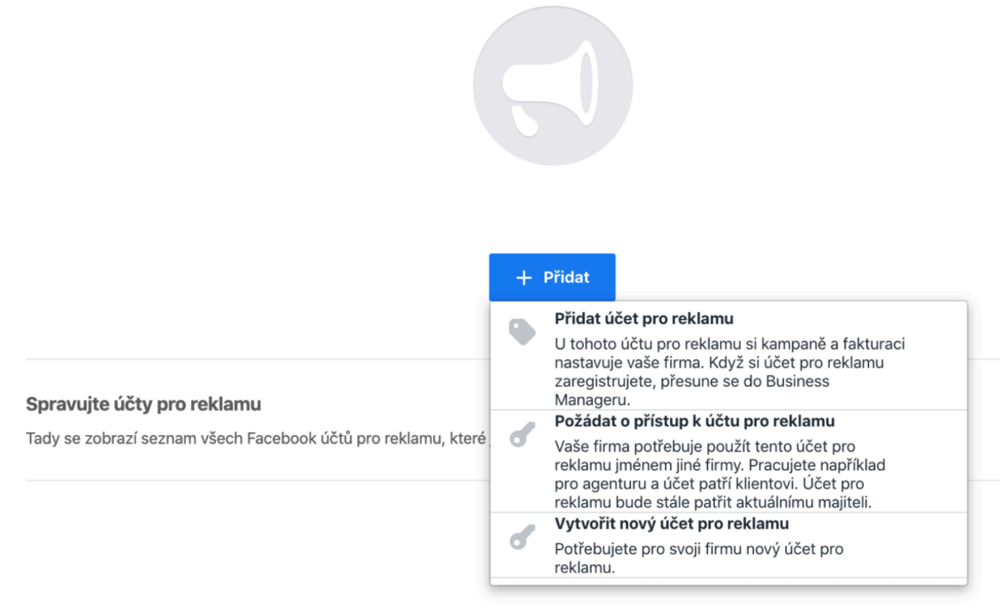 + Přidat
Přidat účet pro reklamu
U tohoto účtu pro reklamu si kampaně a fakturaci
nastavuje vaše firma. Když si účet pro reklamu
zaregistrujete, přesune se do Business
Manageru.
Spravujte účty pro reklamu
Tady se zobrazí seznam všech Facebook účtů pro reklamu, které
Požádat o přístup k účtu pro reklamu
Vaše firma potřebuje použít tento účet pro
reklamu jménem jiné firmy. Pracujete například
pro agenturu a účet patří klientovi. Účet pro
reklamu bude stále patřit aktuálnímu majiteli.
Vytvořit nový účet pro reklamu
Potřebujete pro svoji firmu nový účet pro
reklamu.